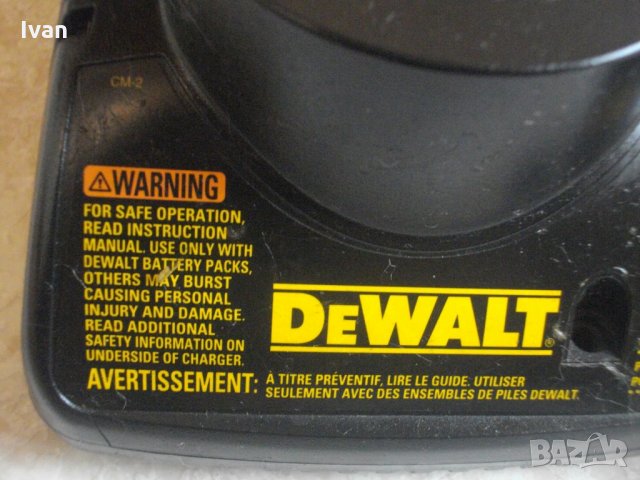 Ivan
CM-2
WARNING
FOR SAFE OPERATION,
READ INSTRUCTION
MANUAL. USE ONLY WITH
DEWALT BATTERY PACKS,
OTHERS MAY BURST
CAUSING PERSONAL
INJURY AND DAMAGE.
READ ADDITIONAL
SAFETY INFORMATION ON
UNDERSIDE OF CHARGER.
DEWALT®
AVERTISSEMENT: À TITRE PRÉVENTIF, LIRE LE GUIDE. UTILISER
SEULEMENT AVEC DES ENSEMBLES DE PILES DEWALT.
BAZAR